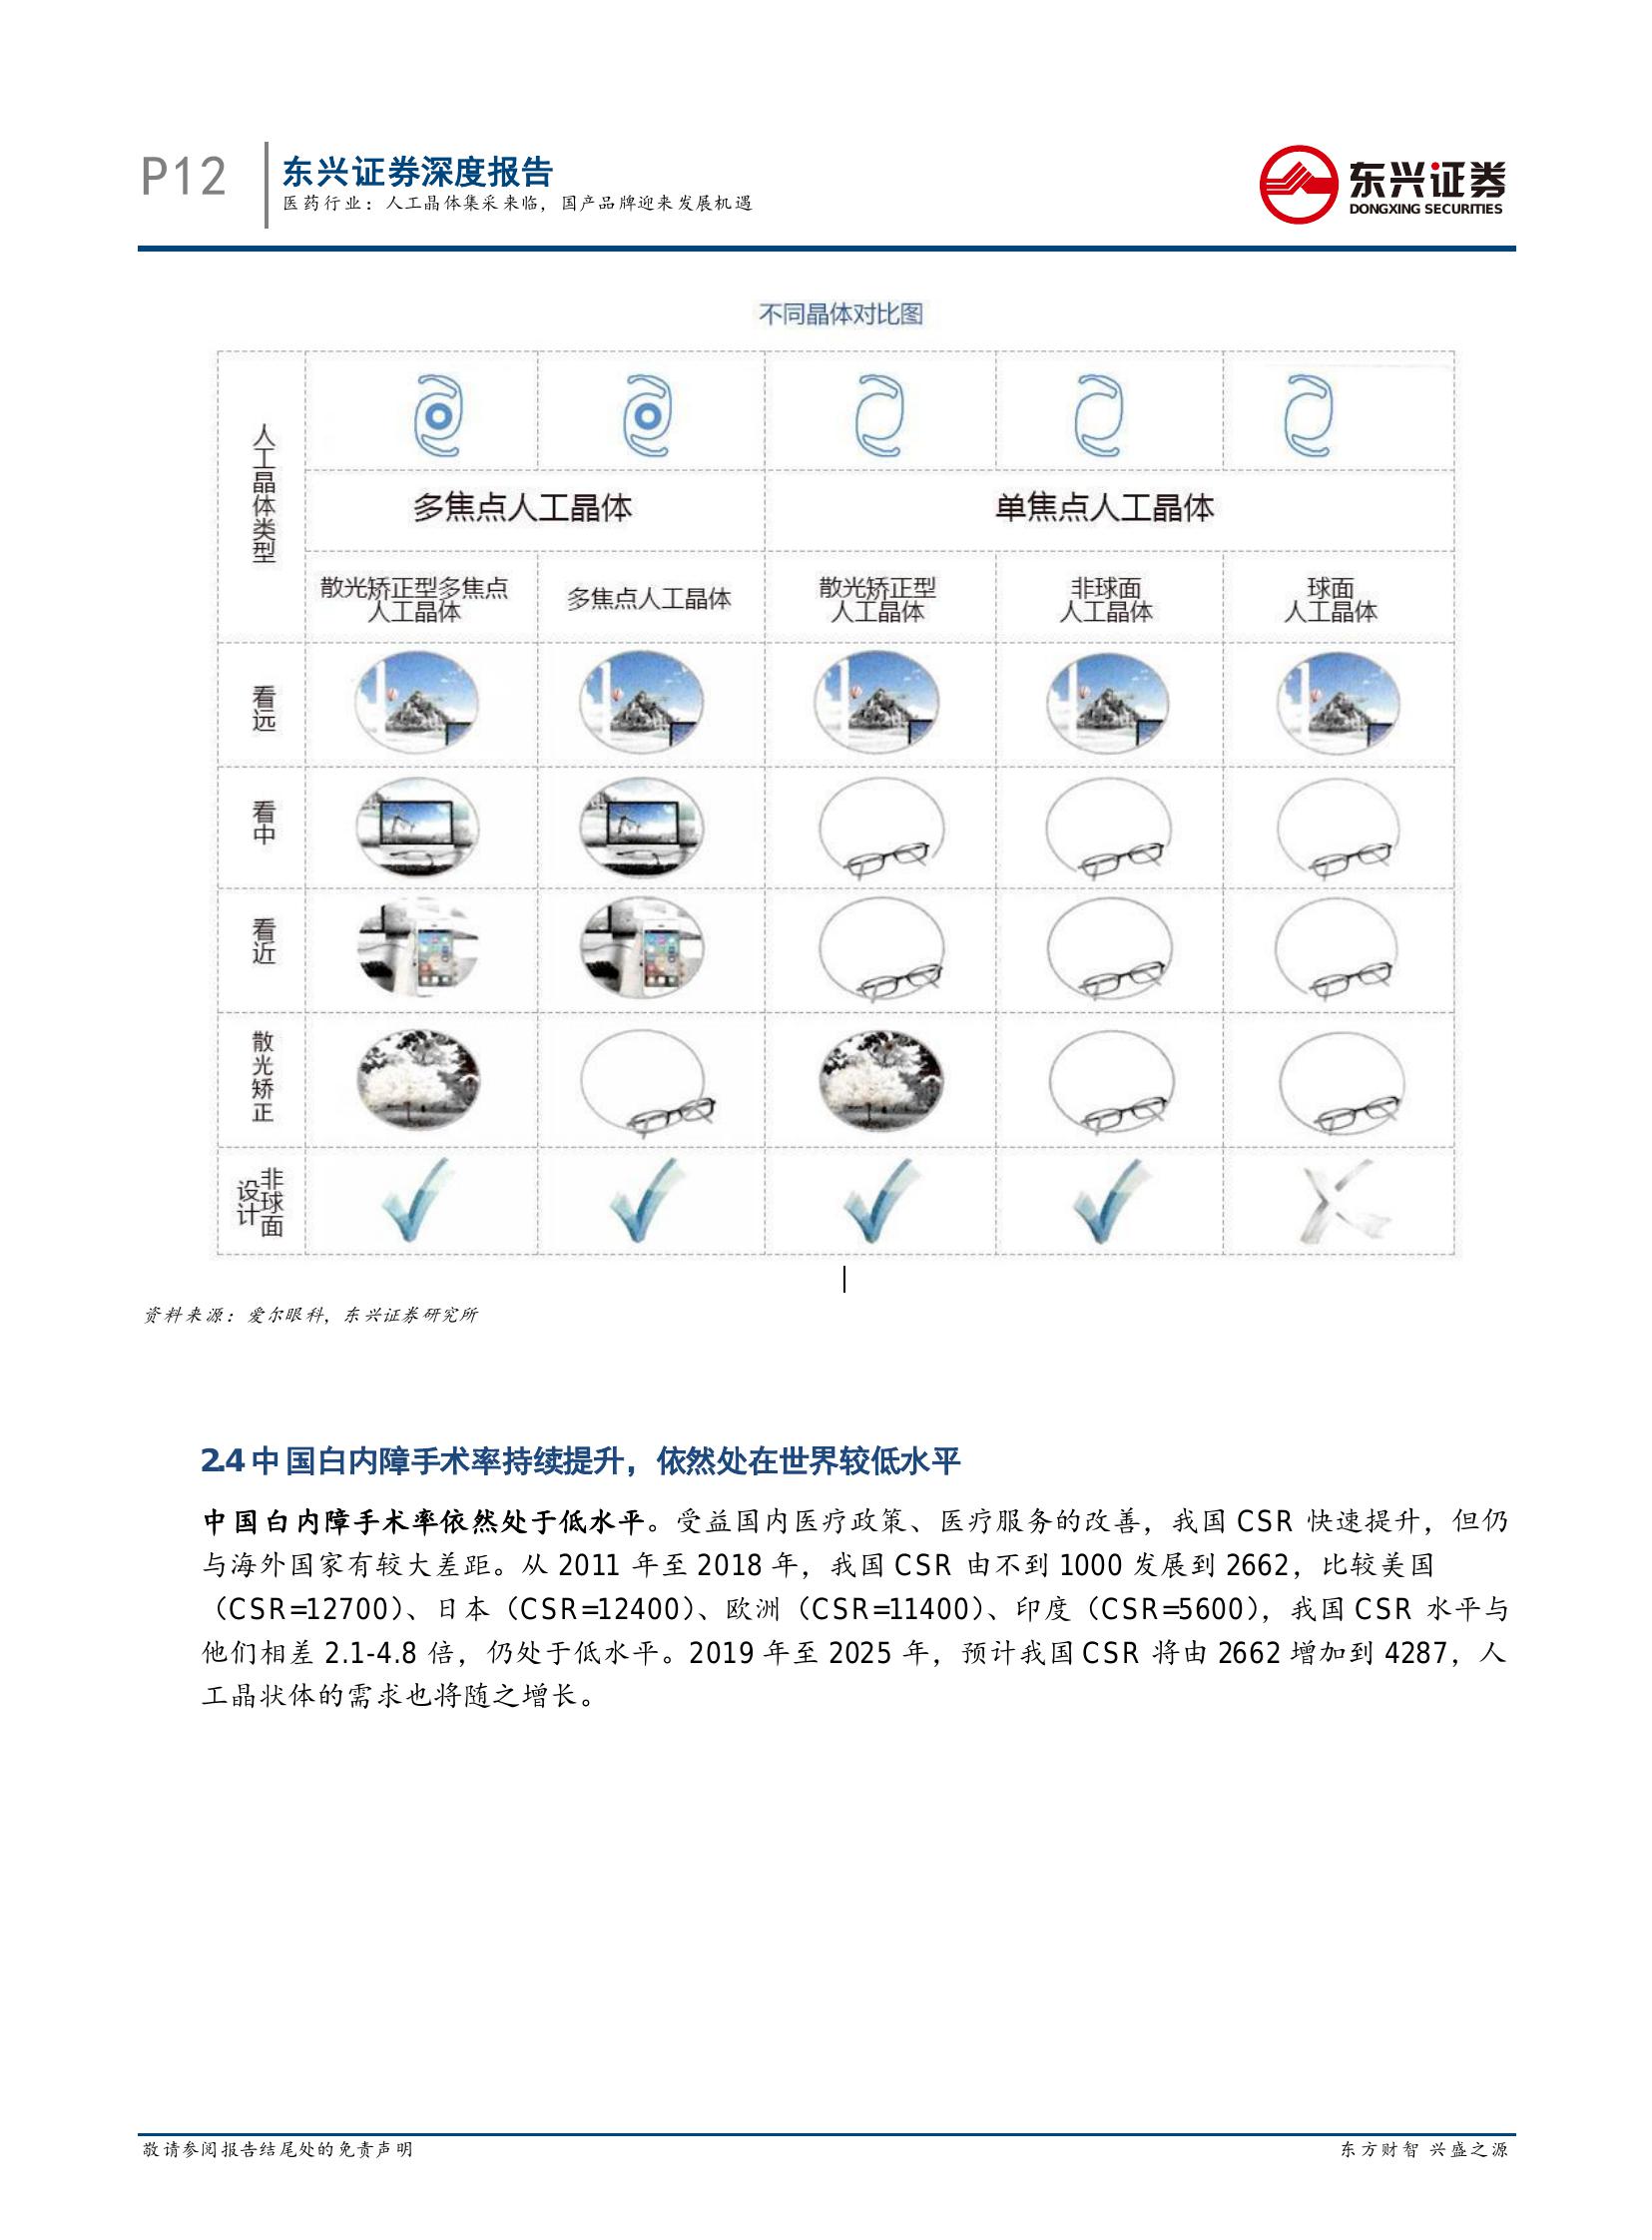 P12
东兴证券深度报告
医药行业：人工晶体集采来临，国产品牌迎来发展机遇
东兴证券
DONGXING SECURITIES
不同晶体对比图
人工晶体类型
多焦点人工晶体
单焦点人工晶体
散光矫正型多焦点
人工晶体
多焦点人工晶体
散光矫正型
人工晶体
非球面
人工晶体
球面
人工晶体
看远
看中
看近
散光矫正
非球面
设计
资料来源：爱尔眼科，东兴证券研究所
2.4 中国白内障手术率持续提升，依然处在世界较低水平
中国白内障手术率依然处于低水平。受益国内医疗政策、医疗服务的改善，我国 CSR 快速提升，但仍
与海外国家有较大差距。从 2011 年至 2018 年，我国 CSR 由不到 1000 发展到 2662，比较美国
（CSR=12700）、日本（CSR=12400）、欧洲（CSR=11400）、印度（CSR=5600），我国 CSR 水平与
他们相差 2.1-4.8 倍，仍处于低水平。2019 年至 2025 年，预计我国 CSR 将由 2662 增加到 4287，人
工晶状体的需求也将随之增长。
敬请参阅报告结尾处的免责声明
东方财智 兴盛之源